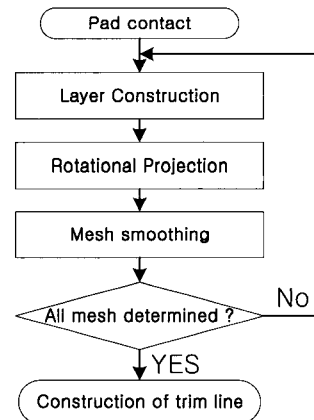 Pad contact
Layer Construction
Rotational Projection
Mesh smoothing
All mesh determined ?
No
YES
Construction of trim line